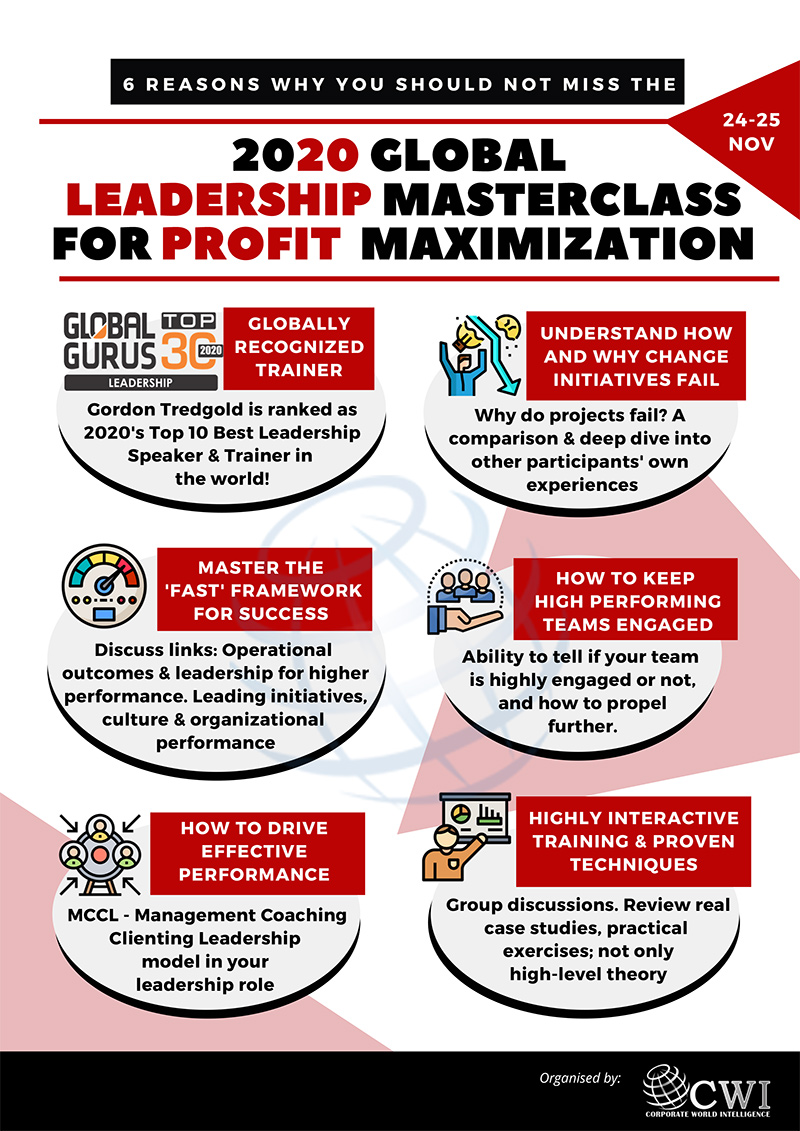 6 REASONS WHY YOU SHOULD NOT MISS THE
24-25
NOV
2020 GLOBAL
LEADERSHIP MASTERCLASS
FOR PROFIT MAXIMIZATION
GLOBAL
GURUS
TOP
30
2020
LEADERSHIP
GLOBALLY
RECOGNIZED
TRAINER
Gordon Tredgold is ranked as
2020's Top 10 Best Leadership
Speaker & Trainer in
the world!
UNDERSTAND HOW
AND WHY CHANGE
INITIATIVES FAIL
Why do projects fail? A
comparison & deep dive into
other participants' own
experiences
MASTER THE
'FAST' FRAMEWORK
FOR SUCCESS
Discuss links: Operational
outcomes & leadership for higher
performance. Leading initiatives,
culture & organizational
performance
HOW TO KEEP
HIGH PERFORMING
TEAMS ENGAGED
Ability to tell if your team
is highly engaged or not,
and how to propel
further.
HOW TO DRIVE
EFFECTIVE
PERFORMANCE
MCCL - Management Coaching
Clienting Leadership
model in your
leadership role
HIGHLY INTERACTIVE
TRAINING & PROVEN
TECHNIQUES
Group discussions. Review real
case studies, practical
exercises; not only
high-level theory
Organised by:
CWI
CORPORATE WORLD INTELLIGENCE